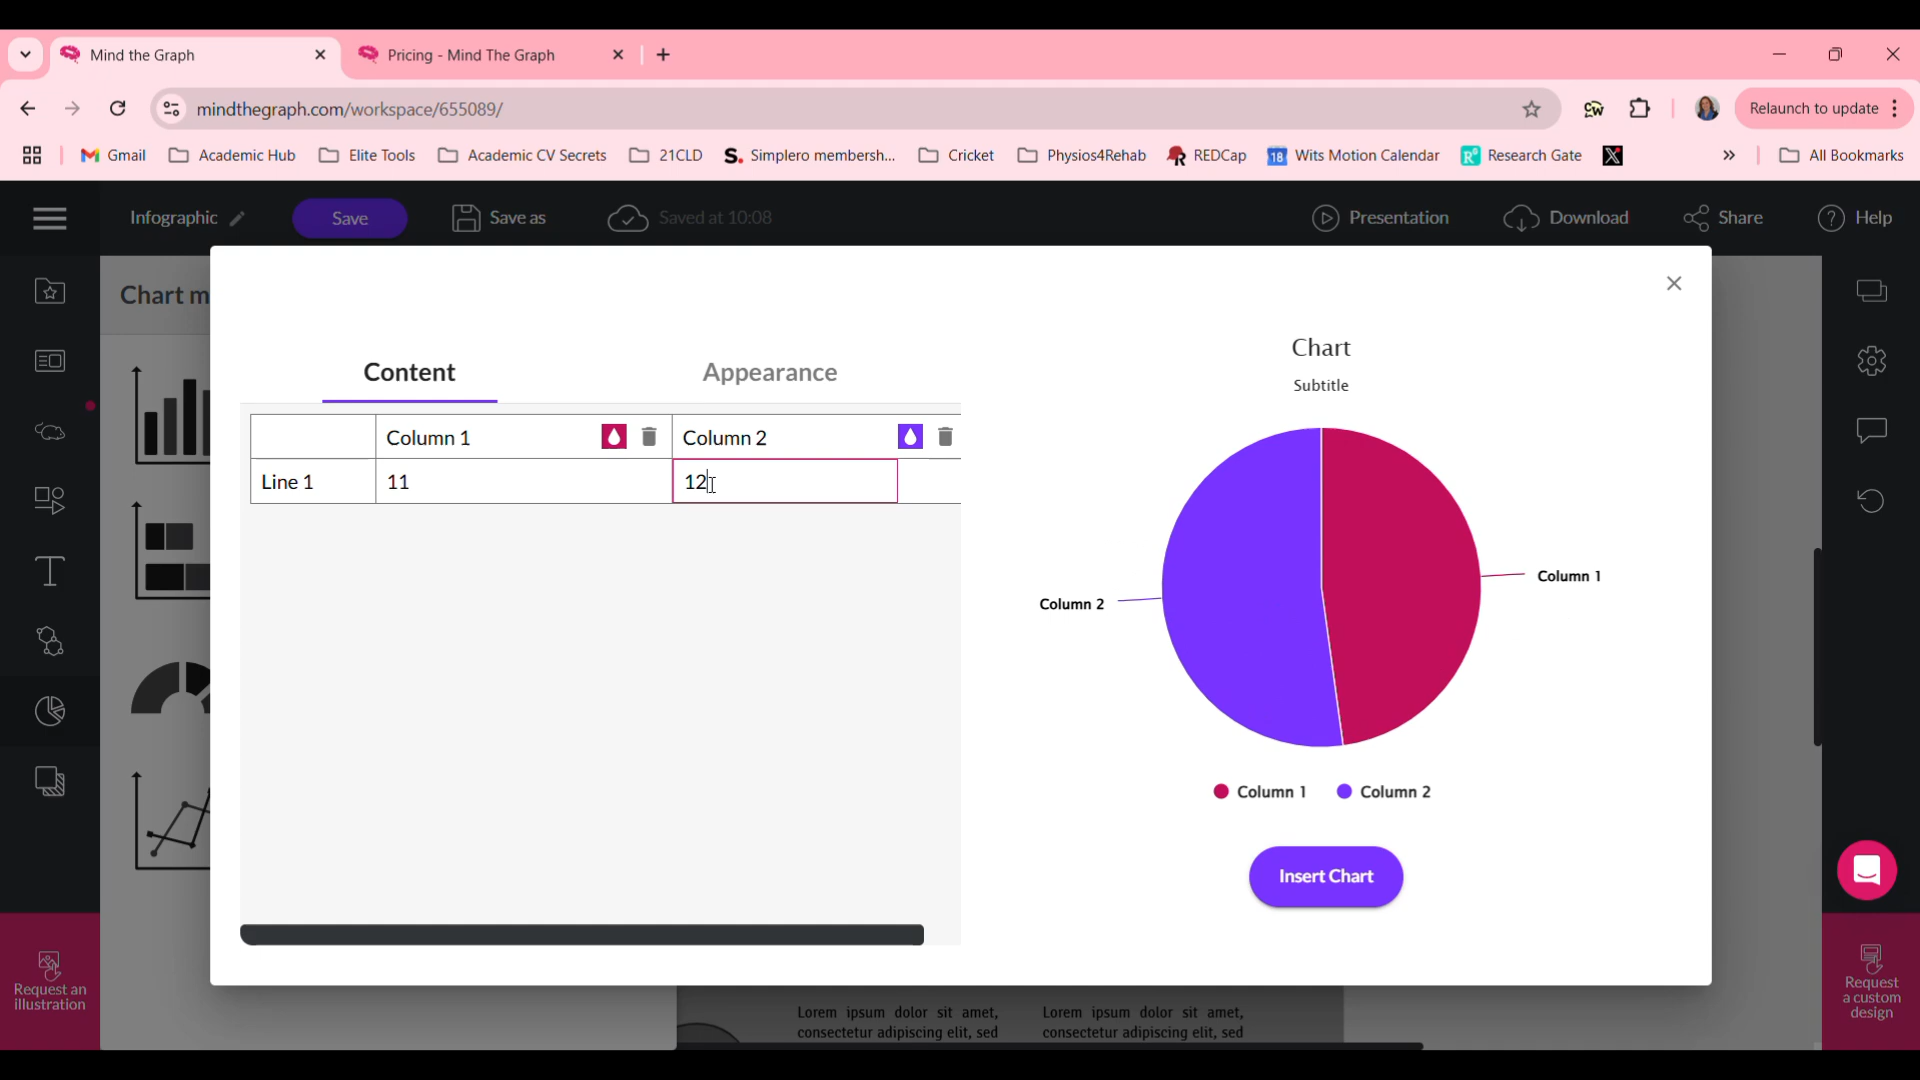 Mind the Graph
Pricing - Mind The Graph
mindthegraph.com/workspace/655089/
Relaunch to update
Gmail
Academic Hub
Elite Tools
Academic CV Secrets
21CLD
Simplero membersh...
Cricket
Physios4Rehab
REDCap
Wits Motion Calendar
Research Gate
All Bookmarks
Infographic
Save
Save as
Saved at 10:08
Presentation
Download
Share
Help
Chart m
Content
Appearance
Column 1
Column 2
Line 1
11
12
Chart
Subtitle
Column 1
Column 2
Column 1
Column 2
Insert Chart
Request an
illustration
Request
a custom
design
Lorem ipsum dolor sit amet,
consectetur adipiscing elit, sed
Lorem ipsum dolor sit amet,
consectetur adipiscing elit, sed